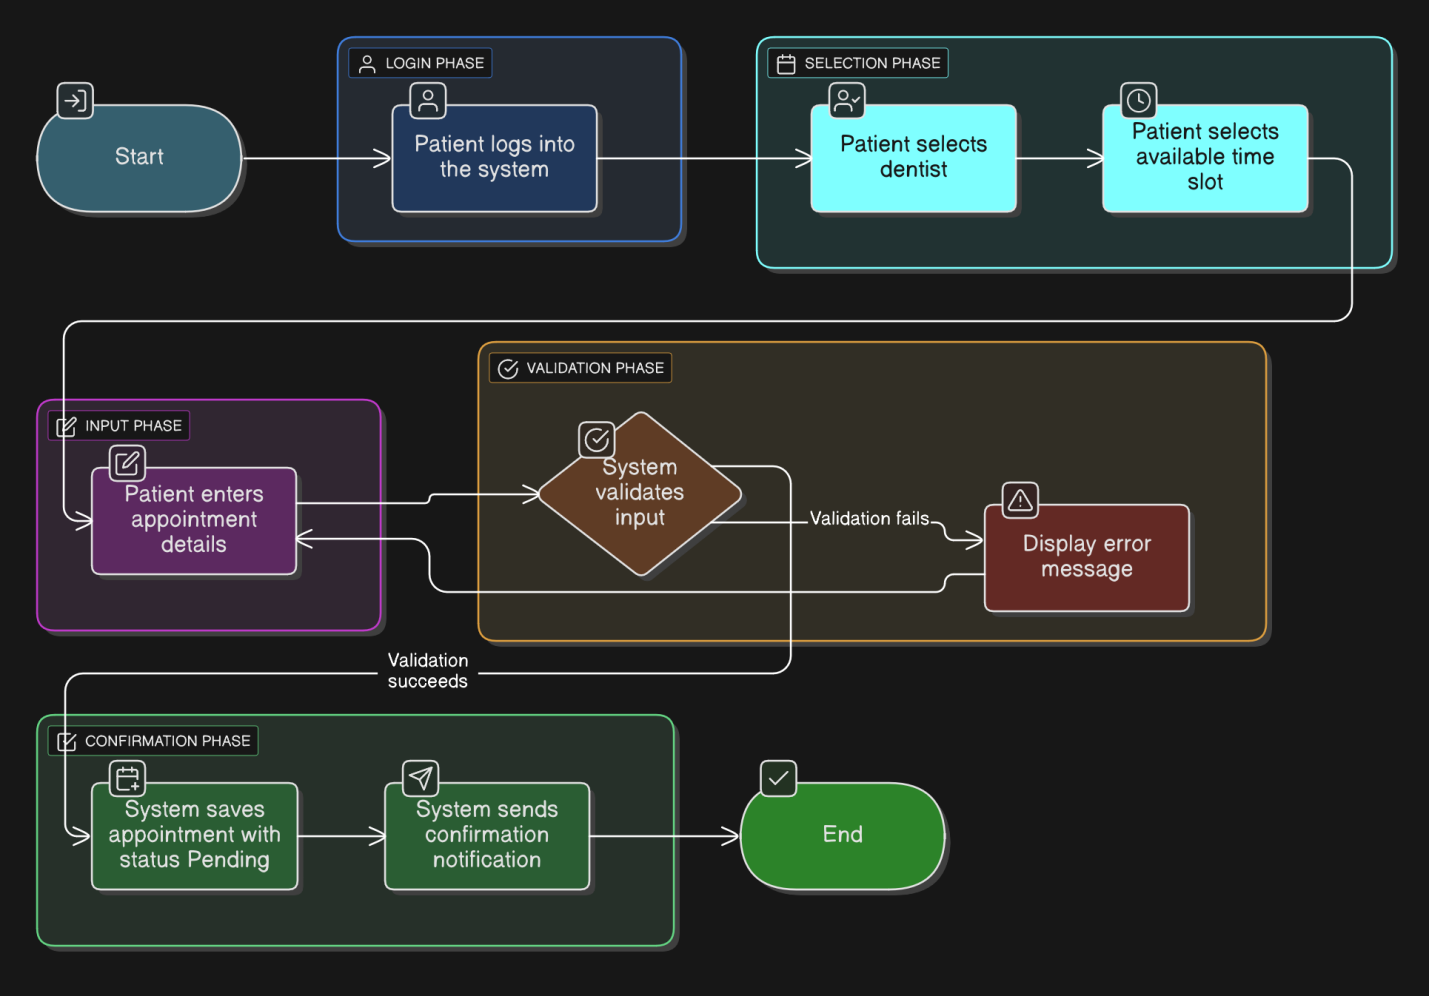 LOGIN PHASE
SELECTION PHASE
Start
Patient logs into
the system
Patient selects
dentist
Patient selects
available time
slot
VALIDATION PHASE
INPUT PHASE
Patient enters
appointment
details
System
validates
input
Validation fails
Display error
message
Validation
succeeds
CONFIRMATION PHASE
System saves
appointment with
status Pending
System sends
confirmation
notification
End